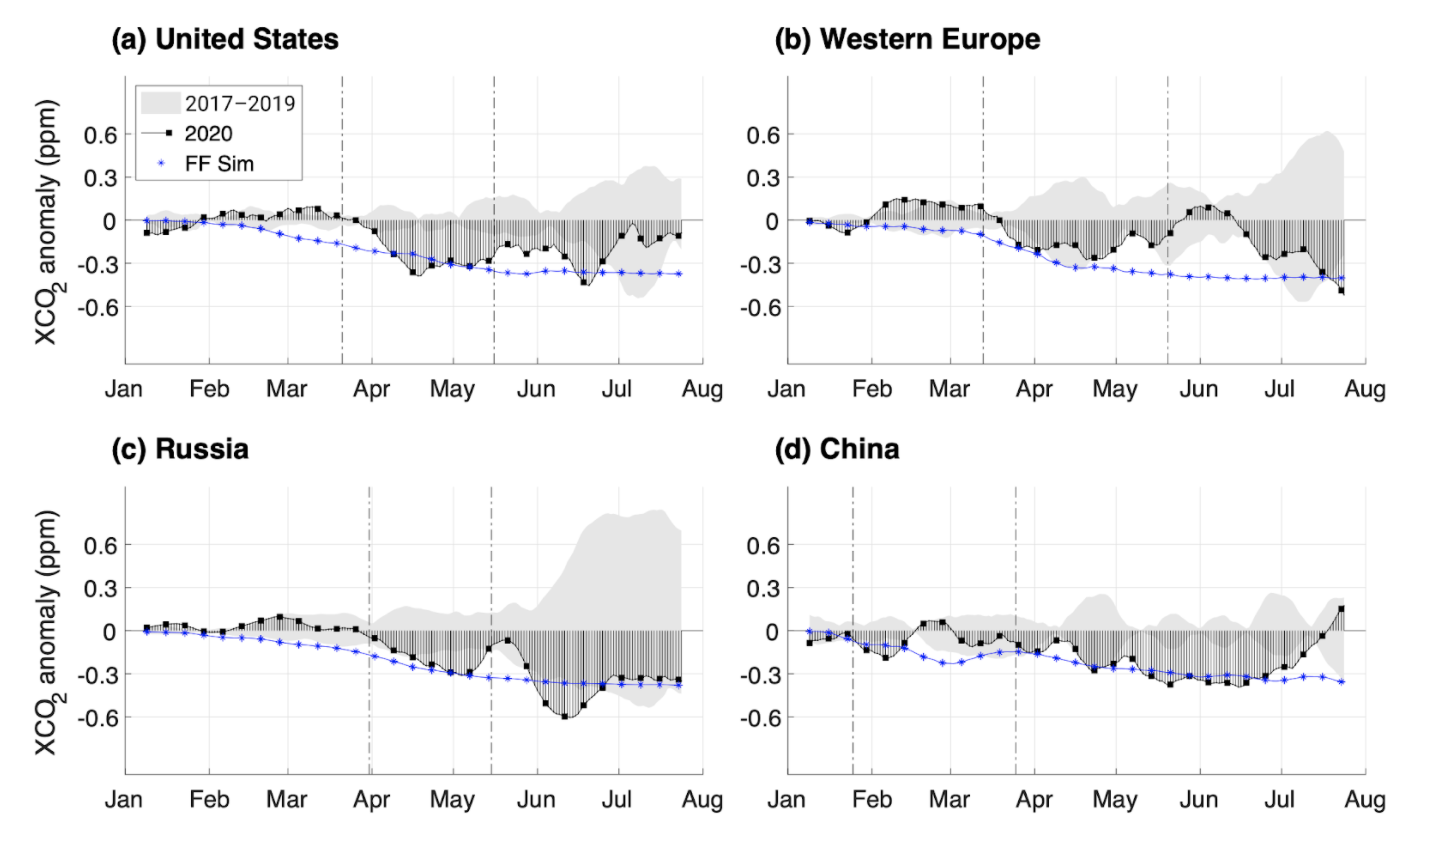 (a) United States
(b) Western Europe
2017−2019
2020
FF Sim
XCO2 anomaly (ppm)
0.6
0.3
0
-0.3
-0.6
0.6
0.3
0
-0.3
-0.6
Jan Feb Mar Apr May Jun Jul Aug
Jan Feb Mar Apr May Jun Jul Aug
(c) Russia
(d) China
XCO2 anomaly (ppm)
0.6
0.3
0
-0.3
-0.6
0.6
0.3
0
-0.3
-0.6
Jan Feb Mar Apr May Jun Jul Aug
Jan Feb Mar Apr May Jun Jul Aug